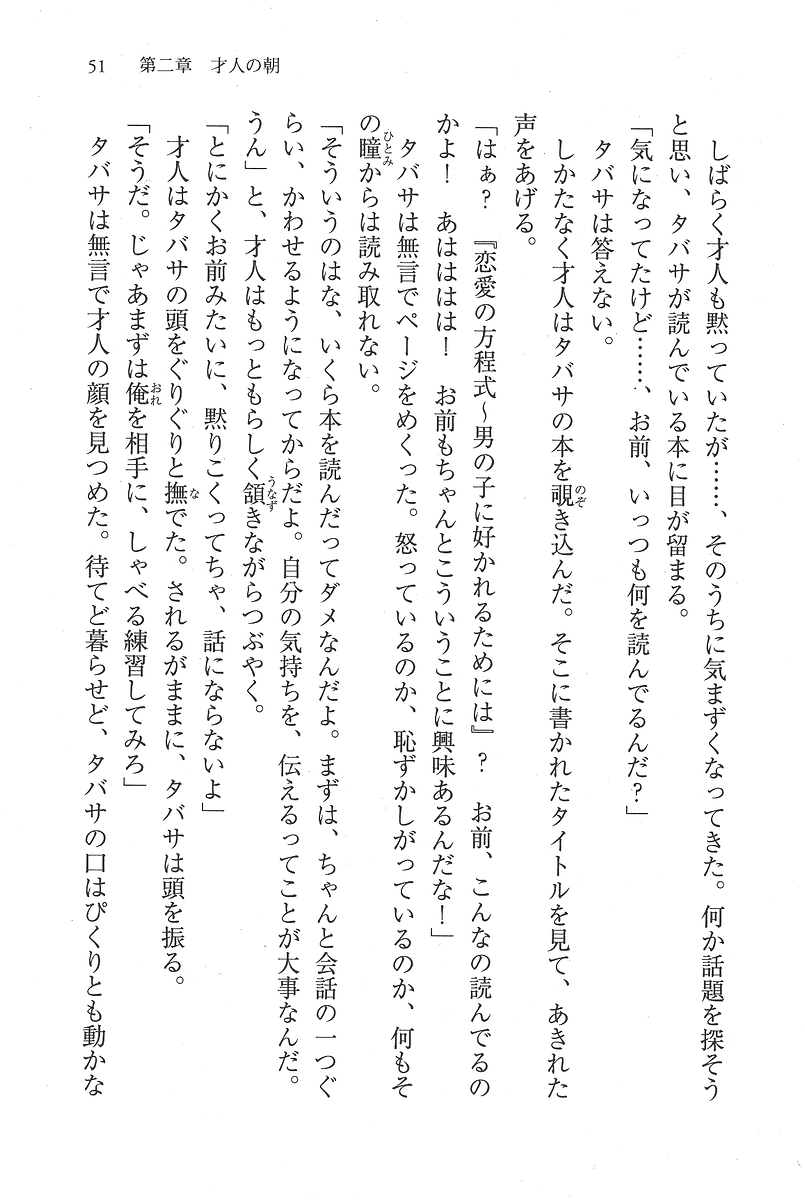 51　第二章　才人の朝
　しばらく才人も黙っていたが……、そのうちに気まずくなってきた。何か話題を探そう
と思い、タバサが読んでいる本に目が留まる。
「気になってたけど……、お前、いっつも何を読んでるんだ？」
　タバサは答えない。
　しかたなく才人はタバサの本を覗き込んだ。そこに書かれたタイトルを見て、あきれた
声をあげる。
「はぁ？　『恋愛の方程式～男の子に好かれるためには』？　お前、こんなの読んでるの
かよ！　あはははは！　お前もちゃんとこういうことに興味あるんだな！」
　タバサは無言でページをめくった。怒っているのか、恥ずかしがっているのか、何もそ
の瞳からは読み取れない。
「そういうのはな、いくら本を読んだってダメなんだよ。まずは、ちゃんと会話の一つぐ
らい、かわせるようになってからだよ。自分の気持ちを、伝えるってことが大事なんだ。
うん」と、才人はもっともらしく頷きながらつぶやく。
「とにかくお前みたいに、黙りこくってちゃ、話にならないよ」
　才人はタバサの頭をぐりぐりと撫でた。されるがままに、タバサは頭を振る。
「そうだ。じゃあまずは俺を相手に、しゃべる練習してみろ」
　タバサは無言で才人の顔を見つめた。待てど暮らせど、タバサの口はぴくりとも動かな